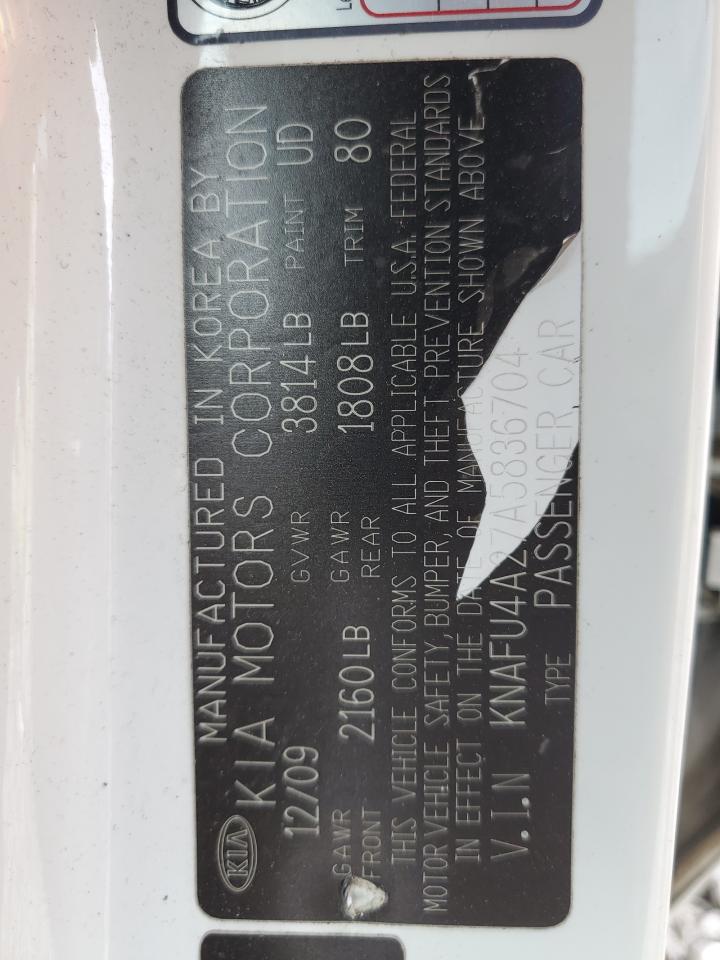 MANUFACTURED IN KOREA BY
KIA KIA MOTORS CORPORATION
12/09 GVWR 3814LB PAINT UD
GAWR FRONT 2160LB GAWR REAR 1808LB TRIM 80
THIS VEHICLE CONFORMS TO ALL APPLICABLE U.S.A. FEDERAL
MOTOR VEHICLE SAFETY, BUMPER, AND THEFT PREVENTION STANDARDS
IN EFFECT ON THE DATE OF MANUFACTURE SHOWN ABOVE
V.I.N KNAFU4A27A5836704
TYPE PASSENGER CAR